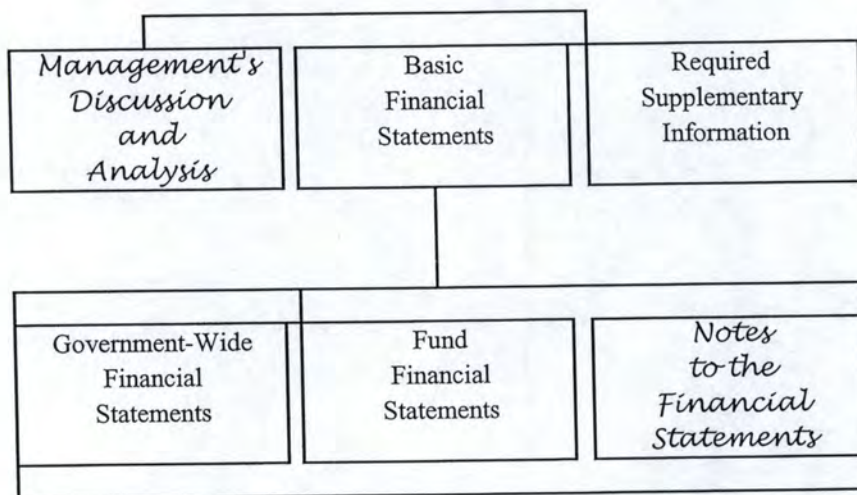 Management's
Discussion
and
Analysis
Basic
Financial
Statements
Required
Supplementary
Information
Government-Wide
Financial
Statements
Fund
Financial
Statements
Notes
to the
Financial
Statements